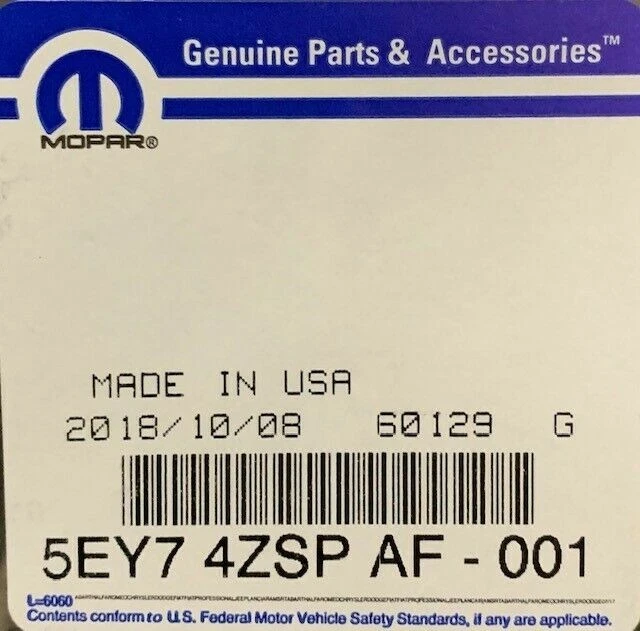 Genuine Parts & Accessories™
MOPAR®
MADE IN USA
2018/10/08 60129 G
5EY7 4ZSP AF - 001
L=6060
Contents conform to U.S. Federal Motor Vehicle Safety Standards, if any are applicable.